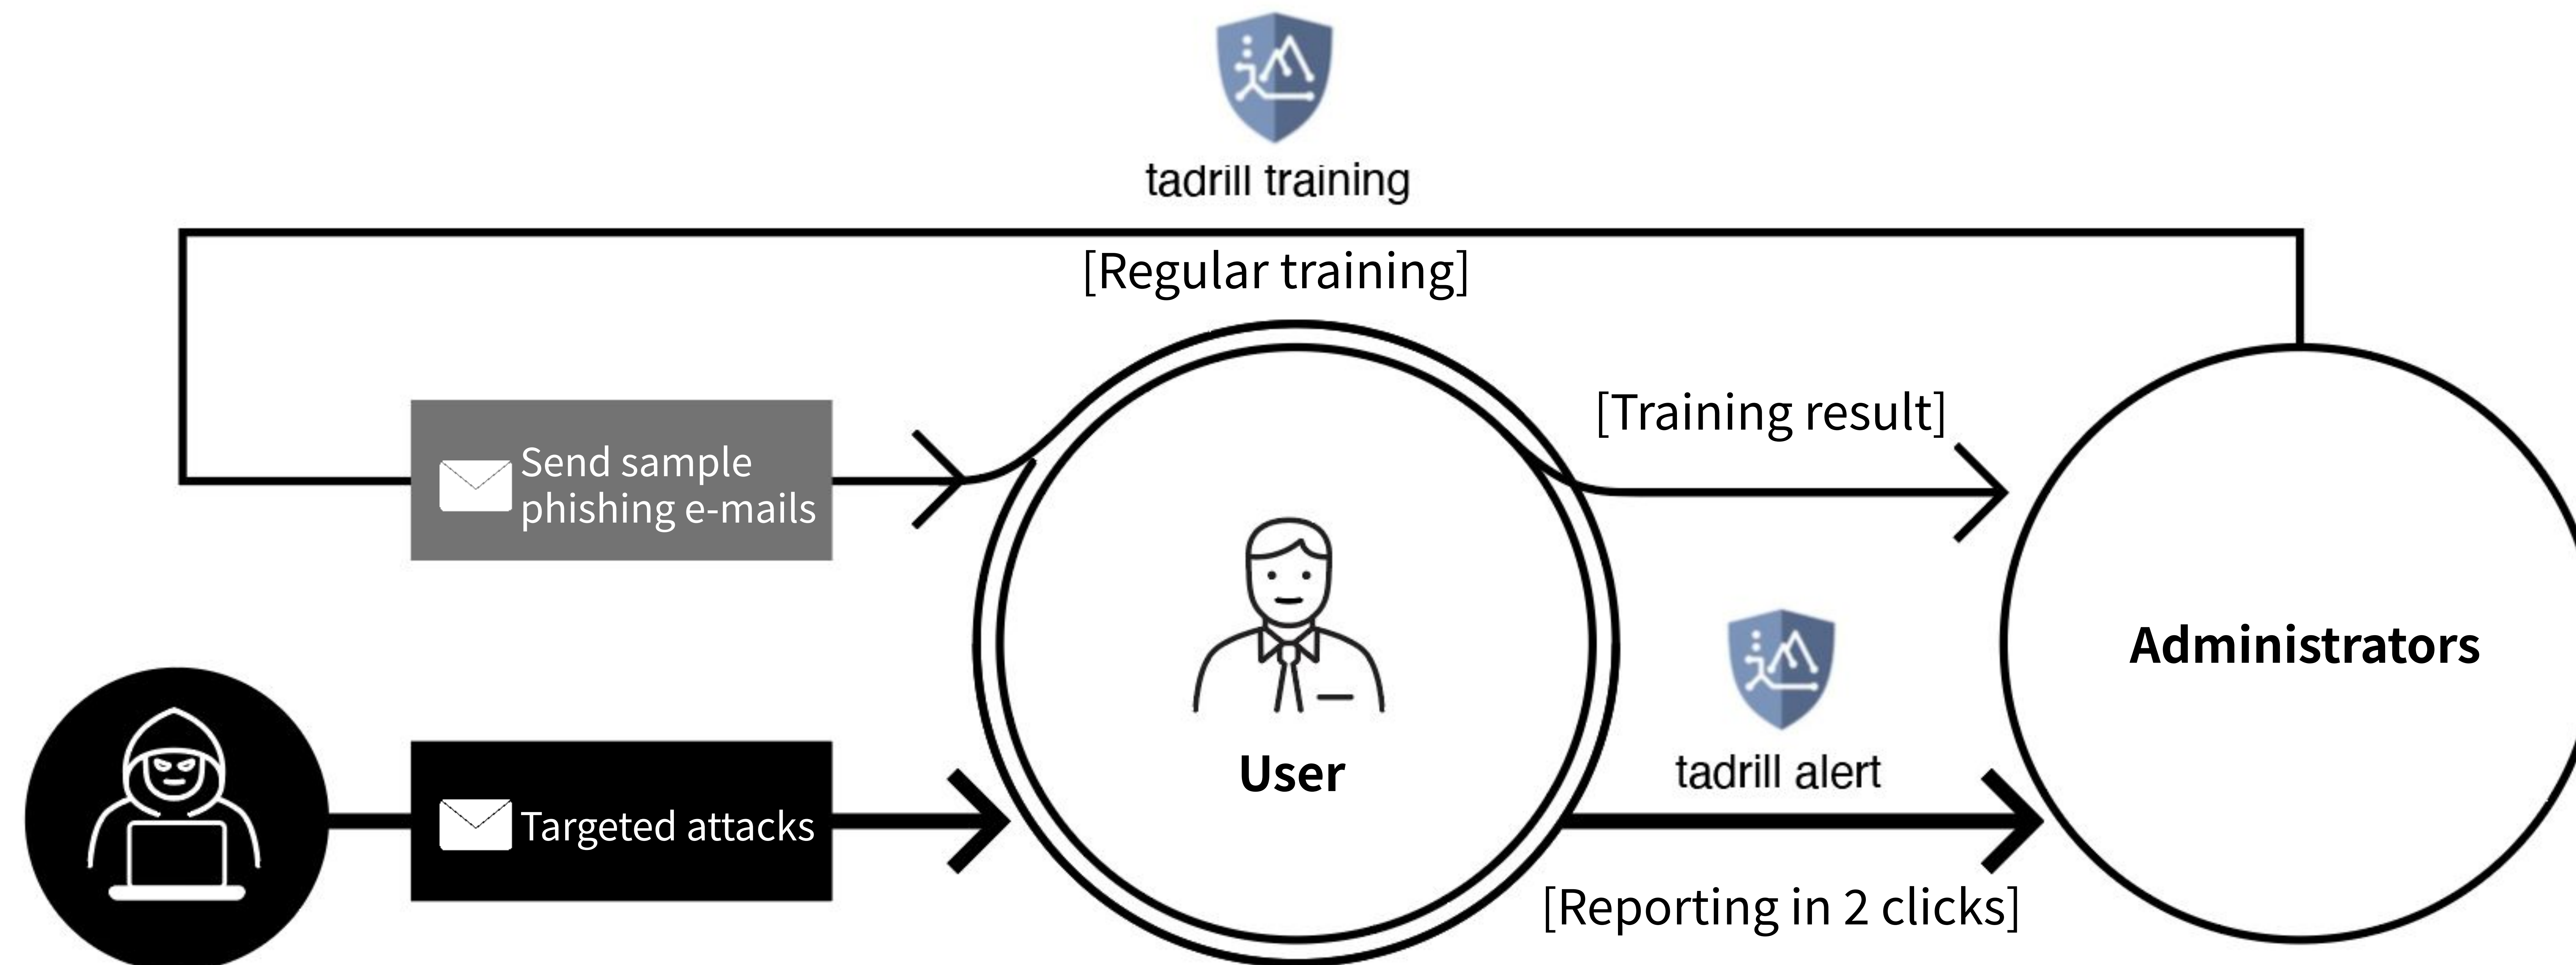 tadrill training
[Regular training]
[Training result]
Send sample
phishing e-mails
Administrators
User
tadrill alert
Targeted attacks
[Reporting in 2 clicks]